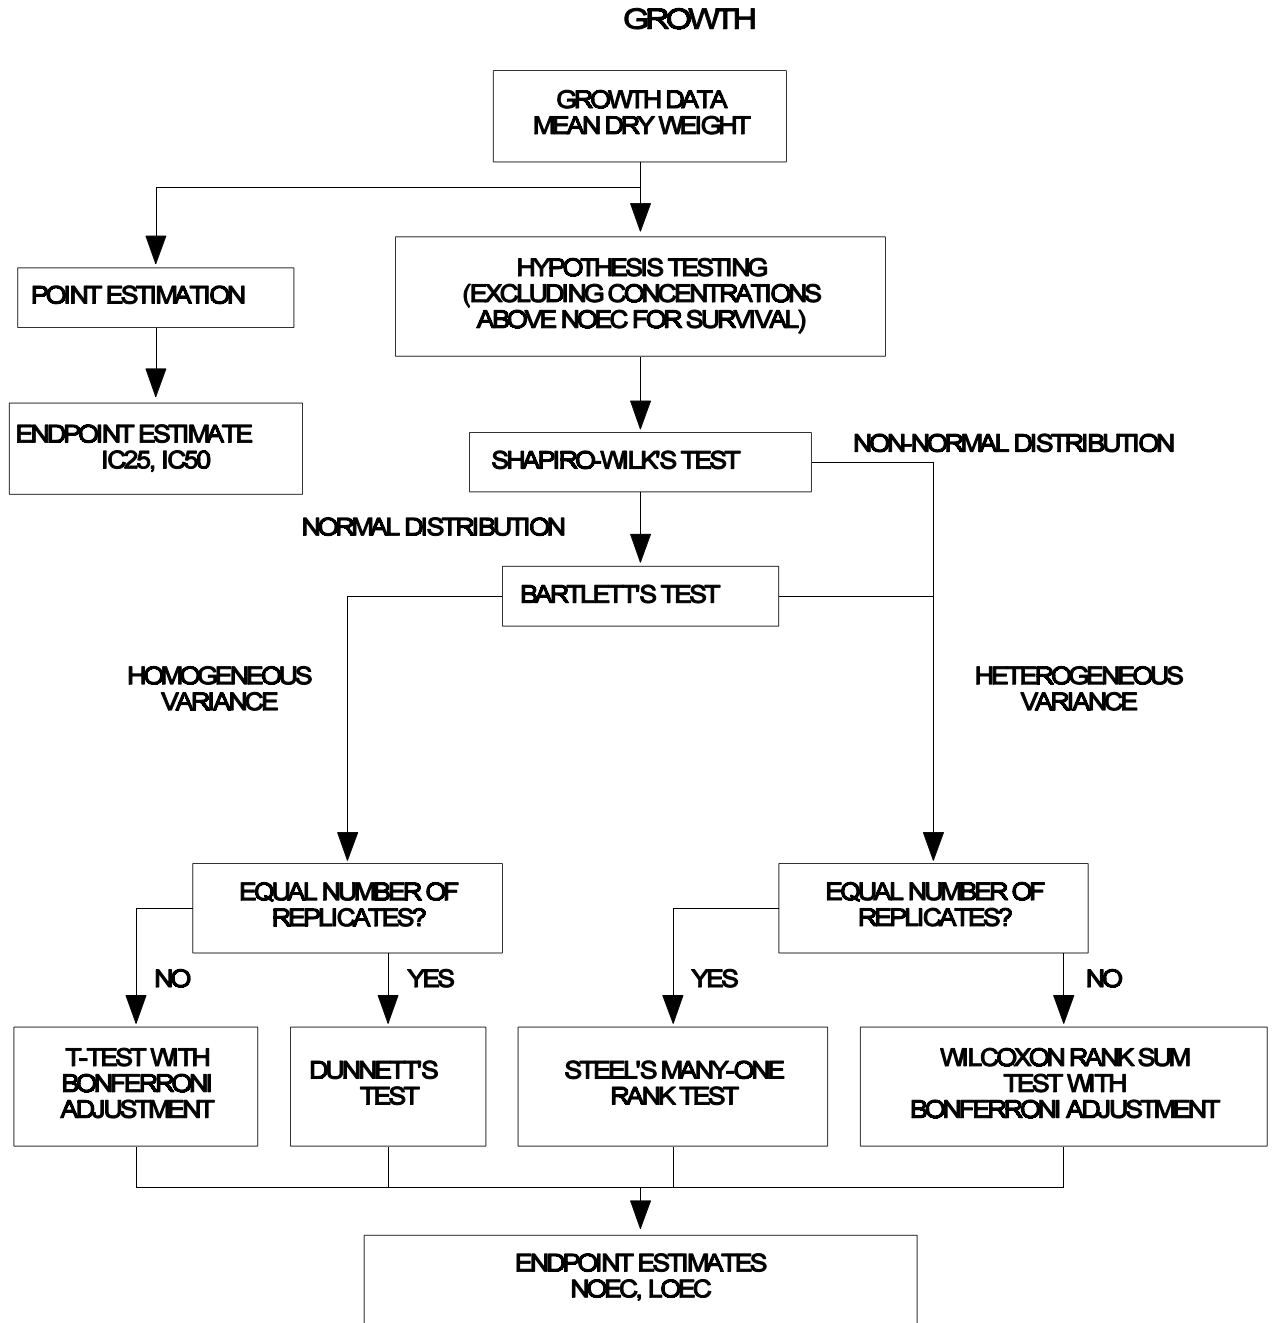 GROWTH
GROWTH DATA
MEAN DRY WEIGHT
HYPOTHESIS TESTING
(EXCLUDING CONCENTRATIONS
ABOVE NOEC FOR SURVIVAL)
POINT ESTIMATION
ENDPOINT ESTIMATE
IC25, IC50
SHAPIRO-WILK'S TEST
NON-NORMAL DISTRIBUTION
NORMAL DISTRIBUTION
BARTLETT'S TEST
HOMOGENEOUS
VARIANCE
HETEROGENEOUS
VARIANCE
EQUAL NUMBER OF
REPLICATES?
EQUAL NUMBER OF
REPLICATES?
NO
YES
YES
NO
T-TEST WITH
BONFERRONI
ADJUSTMENT
DUNNETT'S
TEST
STEEL'S MANY-ONE
RANK TEST
WILCOXON RANK SUM
TEST WITH
BONFERRONI ADJUSTMENT
ENDPOINT ESTIMATES
NOEC, LOEC